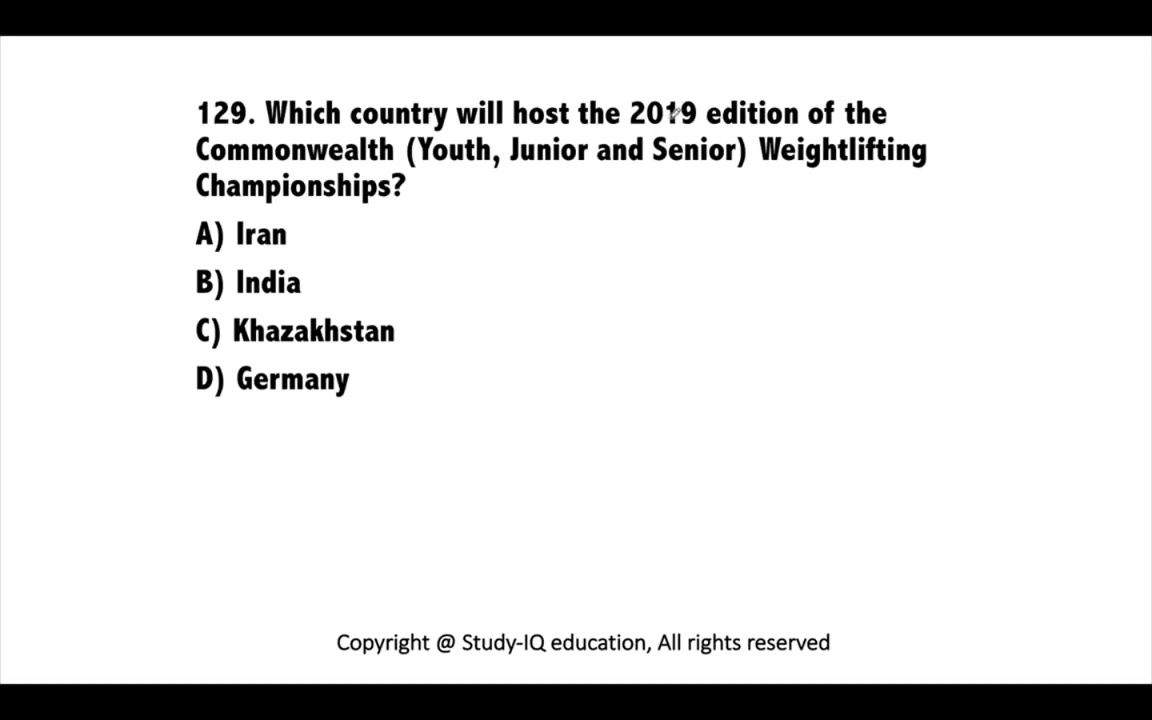 129. Which country will host the 2019 edition of the
Commonwealth (Youth, Junior and Senior) Weightlifting
Championships?
A) Iran
B) India
C) Khazakhstan
D) Germany
Copyright @ Study-IQ education, All rights reserved